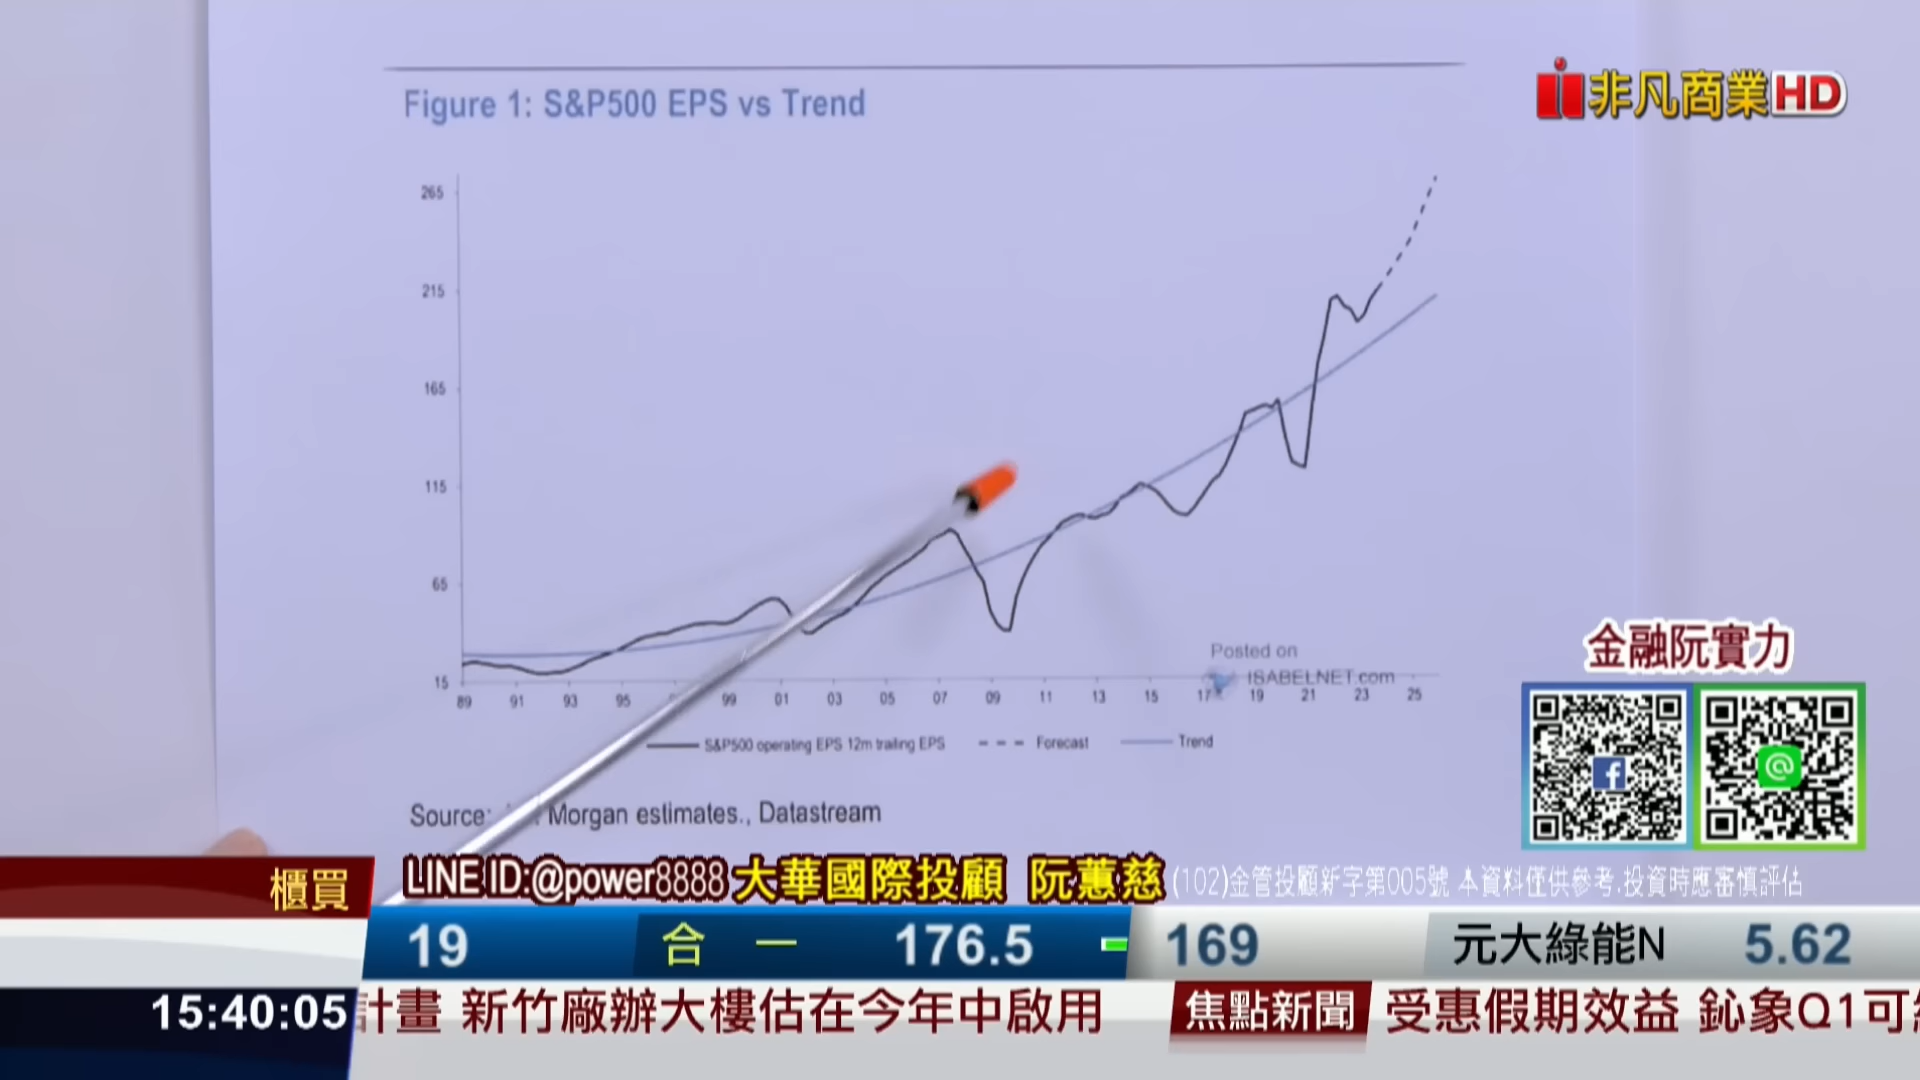 Figure 1: S&P500 EPS vs Trend
非凡商業HD
265
215
165
115
65
15
89 91 93 95 99 01 03 05 07 09 11 13 15 17 19 21 23 25
Posted on
ISABELNET.com
S&P500 operating EPS 12m trailing EPS Forecast Trend
Source: Morgan estimates., Datastream
金融阮實力
櫃買
LINE ID:@power8888 大華國際投顧 阮蕙慈 (102)金管投顧新字第005號 本資料僅供參考.投資時應審慎評估
19 合一 176.5 169 元大綠能N 5.62
15:40:05 計畫 新竹廠辦大樓估在今年中啟用 焦點新聞 受惠假期效益 鈊象Q1可